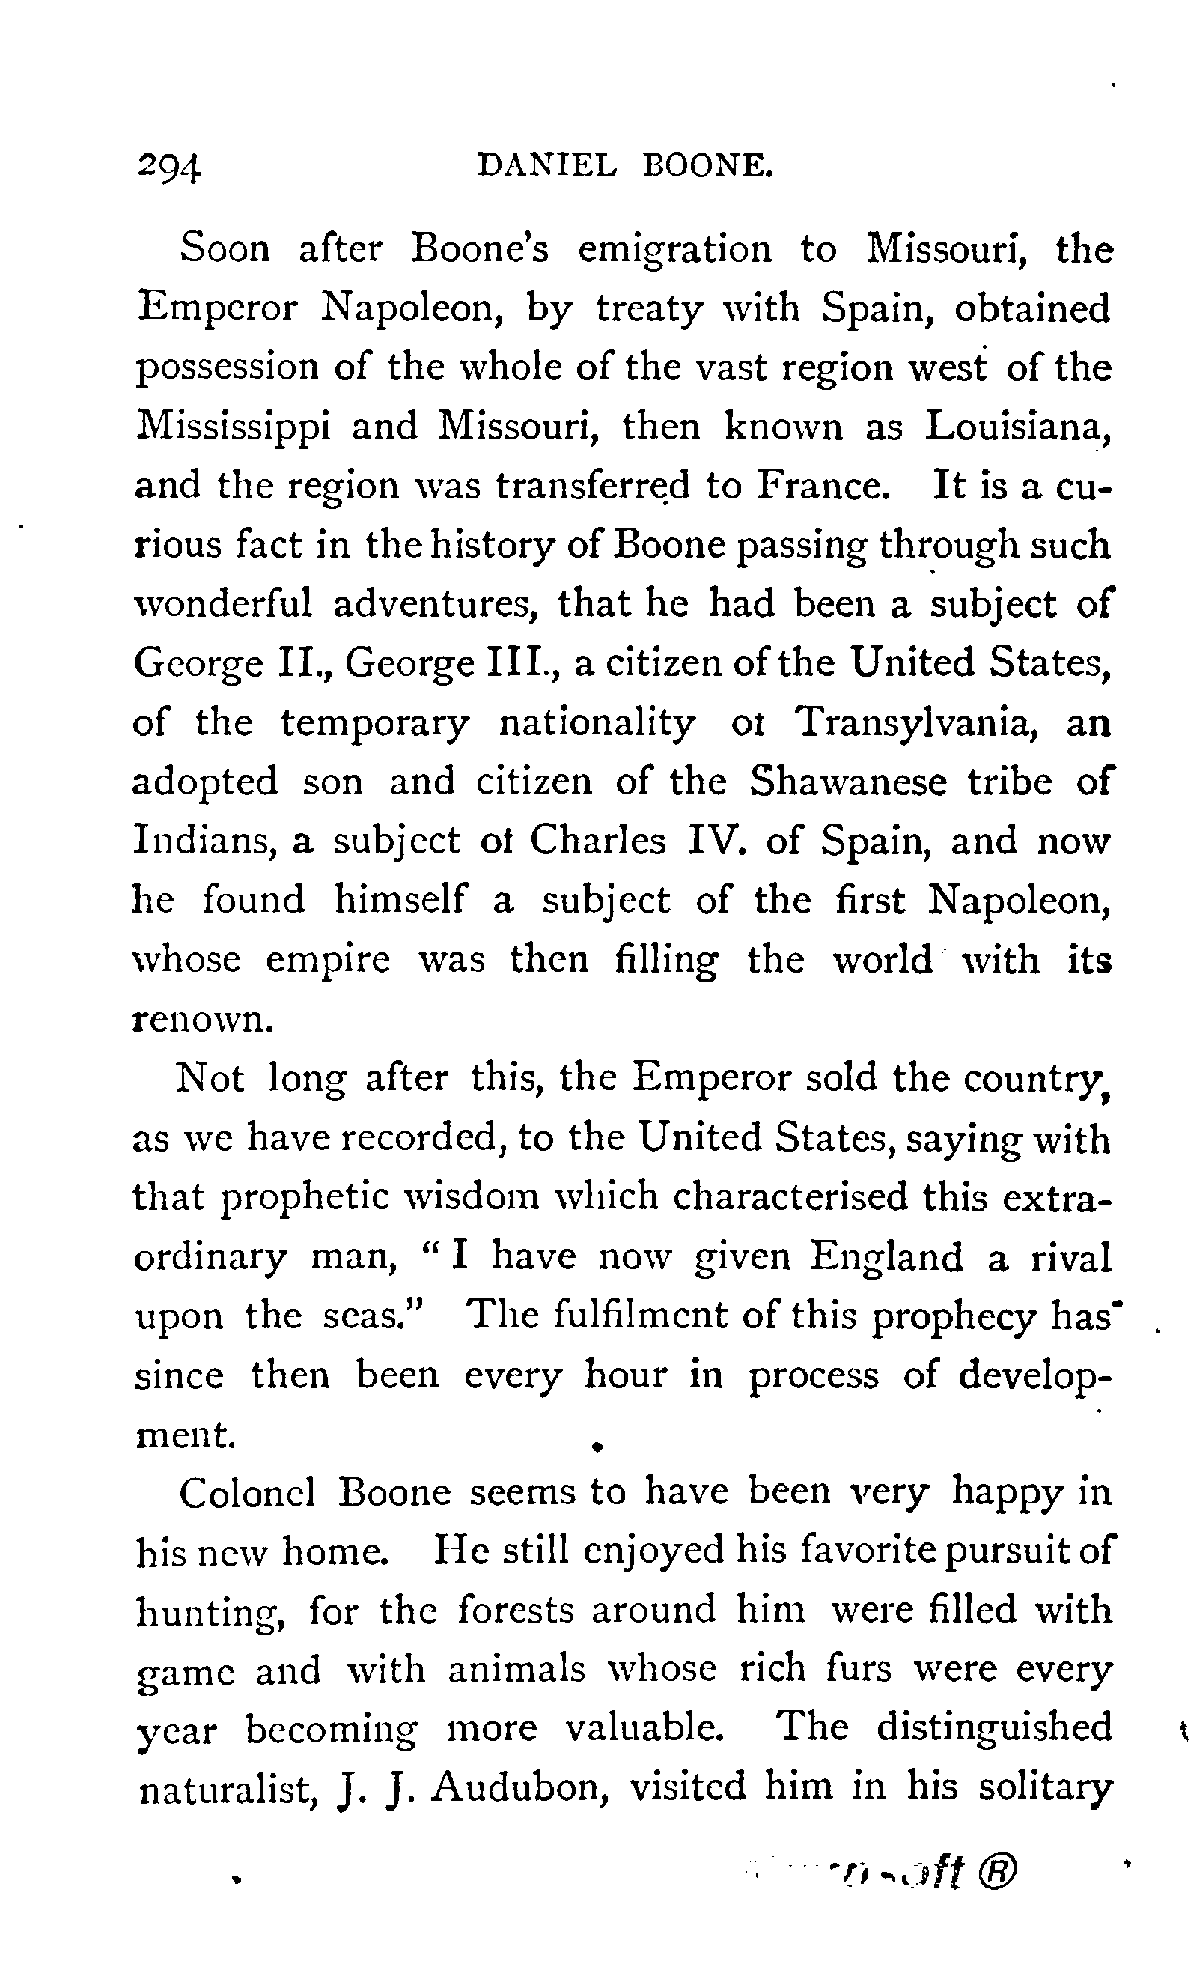 294 DANIEL BOONE.
Soon after Boone's emigration to Missouri, the
Emperor Napoleon, by treaty with Spain, obtained
possession of the whole of the vast region west of the
Mississippi and Missouri, then known as Louisiana,
and the region was transferred to France. It is a cu-
rious fact in the history of Boone passing through such
wonderful adventures, that he had been a subject of
George II., George III., a citizen of the United States,
of the temporary nationality of Transylvania, an
adopted son and citizen of the Shawanese tribe of
Indians, a subject of Charles IV. of Spain, and now
he found himself a subject of the first Napoleon,
whose empire was then filling the world with its
renown.
Not long after this, the Emperor sold the country,
as we have recorded, to the United States, saying with
that prophetic wisdom which characterised this extra-
ordinary man, “ I have now given England a rival
upon the seas.” The fulfilment of this prophecy has
since then been every hour in process of develop-
ment.
Colonel Boone seems to have been very happy in
his new home. He still enjoyed his favorite pursuit of
hunting, for the forests around him were filled with
game and with animals whose rich furs were every
year becoming more valuable. The distinguished
naturalist, J. J. Audubon, visited him in his solitary
®